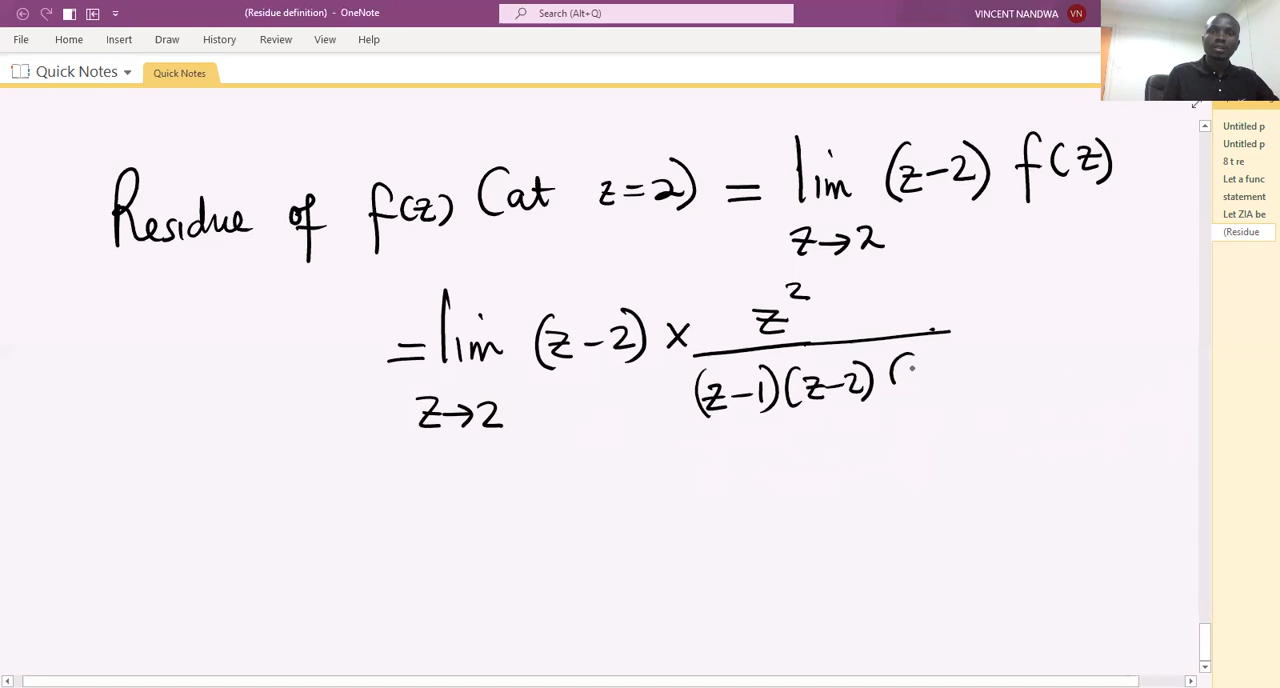 (Residue definition) - OneNote
Search (Alt+Q)
VINCENT NANDWA VN
File Home Insert Draw History Review View Help
Quick Notes Quick Notes
Untitled p
Untitled p
8 t re
Let a func
statement
Let ZIA be
(Residue
Residue of f(z) (at z=2) = lim (z-2) f(z)
z→2
= lim (z-2) × z²
(z-1)(z-2)(
z→2